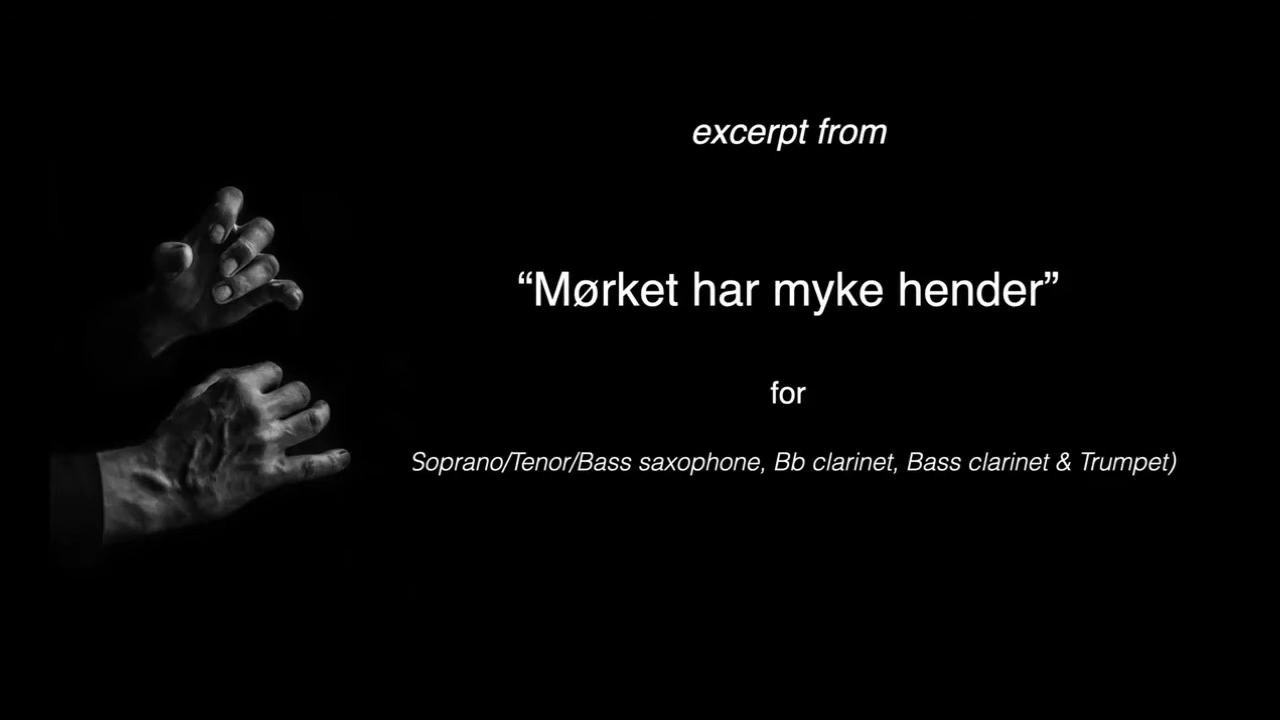 excerpt from
“Mørket har myke hender”
for
Soprano/Tenor/Bass saxophone, Bb clarinet, Bass clarinet & Trumpet)